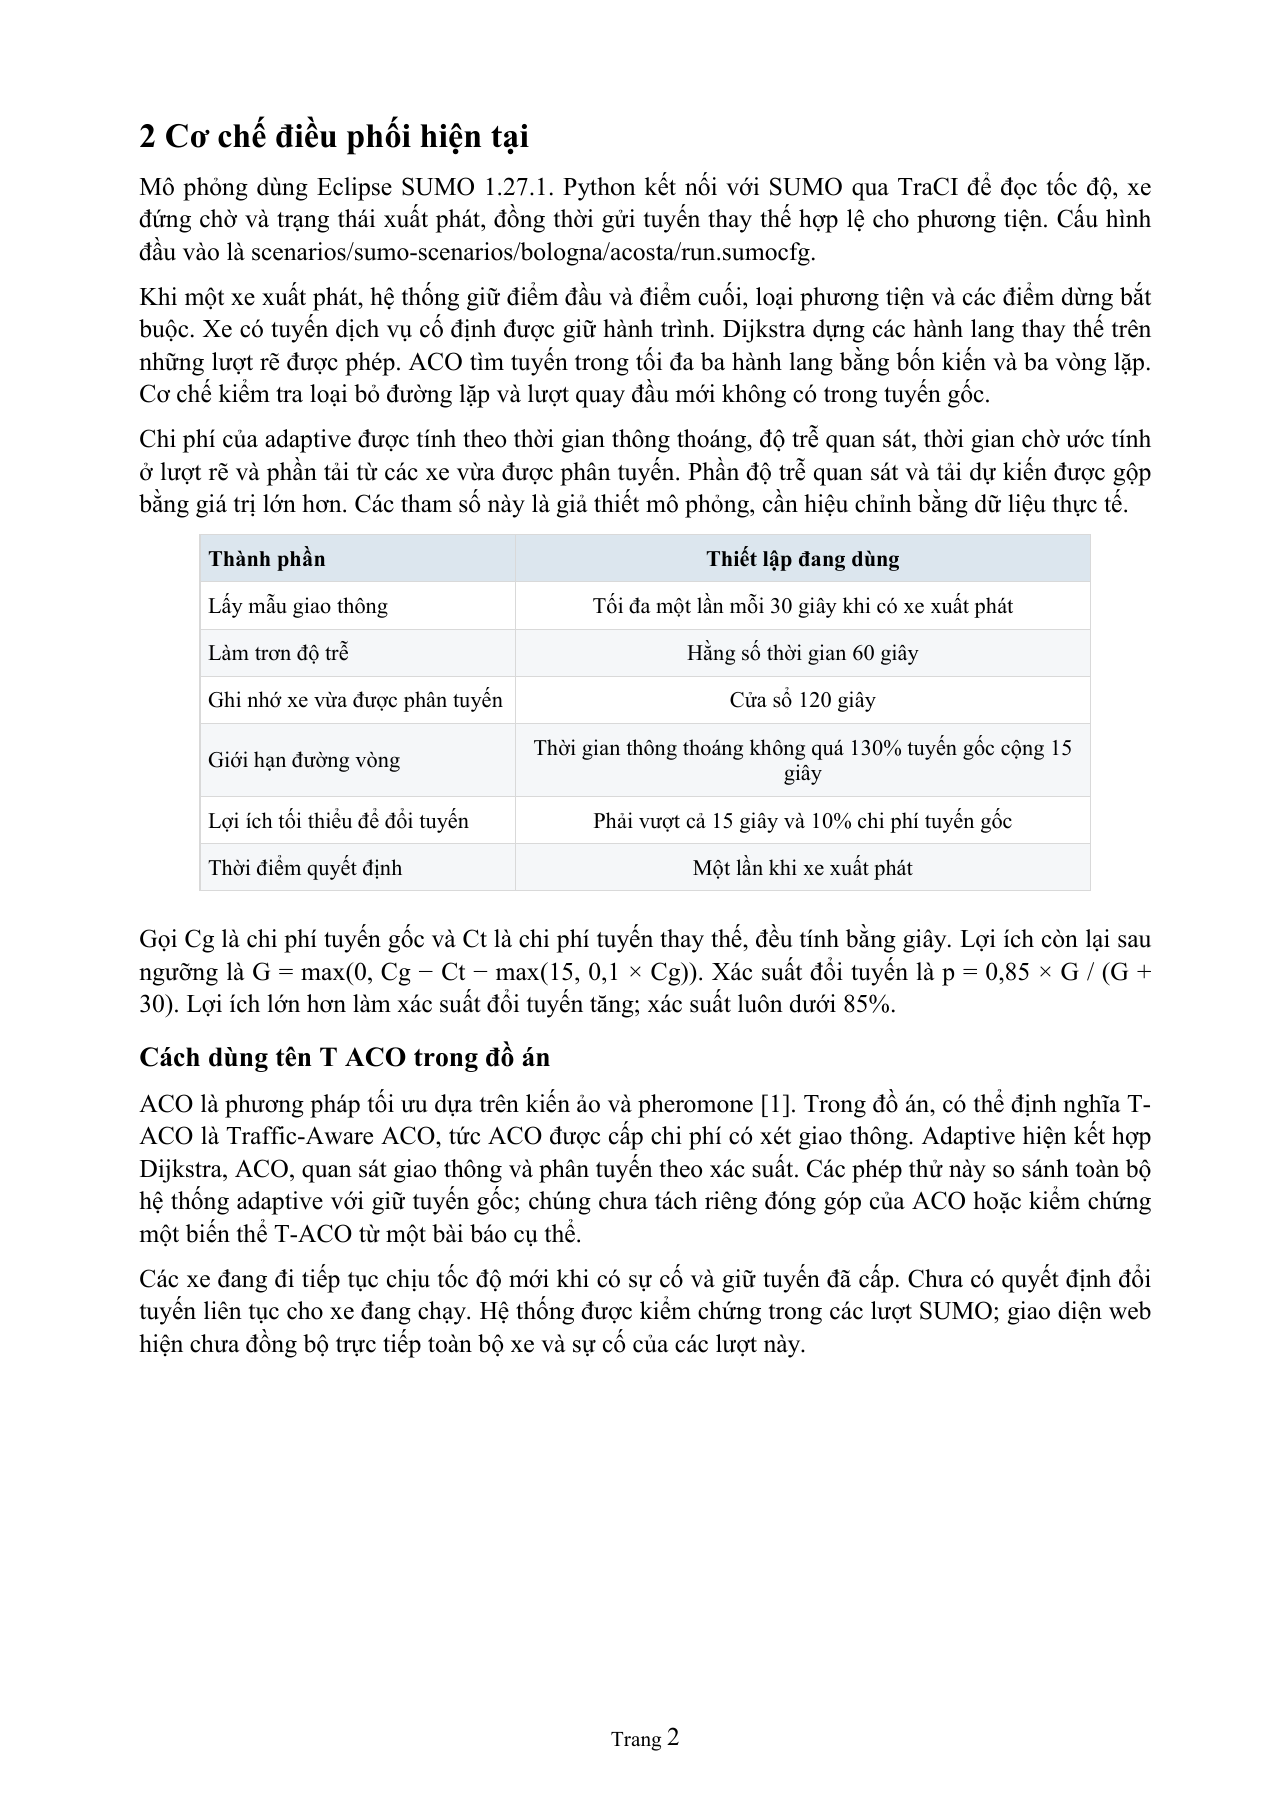 2 Cơ chế điều phối hiện tại
Mô phỏng dùng Eclipse SUMO 1.27.1. Python kết nối với SUMO qua TraCI để đọc tốc độ, xe
đứng chờ và trạng thái xuất phát, đồng thời gửi tuyến thay thế hợp lệ cho phương tiện. Cấu hình
đầu vào là scenarios/sumo-scenarios/bologna/acosta/run.sumocfg.
Khi một xe xuất phát, hệ thống giữ điểm đầu và điểm cuối, loại phương tiện và các điểm dừng bắt
buộc. Xe có tuyến dịch vụ cố định được giữ hành trình. Dijkstra dựng các hành lang thay thế trên
những lượt rẽ được phép. ACO tìm tuyến trong tối đa ba hành lang bằng bốn kiến và ba vòng lặp.
Cơ chế kiểm tra loại bỏ đường lặp và lượt quay đầu mới không có trong tuyến gốc.
Chi phí của adaptive được tính theo thời gian thông thoáng, độ trễ quan sát, thời gian chờ ước tính
ở lượt rẽ và phần tải từ các xe vừa được phân tuyến. Phần độ trễ quan sát và tải dự kiến được gộp
bằng giá trị lớn hơn. Các tham số này là giả thiết mô phỏng, cần hiệu chỉnh bằng dữ liệu thực tế.
Thành phần Thiết lập đang dùng
Lấy mẫu giao thông Tối đa một lần mỗi 30 giây khi có xe xuất phát
Làm trơn độ trễ Hằng số thời gian 60 giây
Ghi nhớ xe vừa được phân tuyến Cửa sổ 120 giây
Giới hạn đường vòng Thời gian thông thoáng không quá 130% tuyến gốc cộng 15
giây
Lợi ích tối thiểu để đổi tuyến Phải vượt cả 15 giây và 10% chi phí tuyến gốc
Thời điểm quyết định Một lần khi xe xuất phát
Gọi Cg là chi phí tuyến gốc và Ct là chi phí tuyến thay thế, đều tính bằng giây. Lợi ích còn lại sau
ngưỡng là G = max(0, Cg − Ct − max(15, 0,1 × Cg)). Xác suất đổi tuyến là p = 0,85 × G / (G +
30). Lợi ích lớn hơn làm xác suất đổi tuyến tăng; xác suất luôn dưới 85%.
Cách dùng tên T ACO trong đồ án
ACO là phương pháp tối ưu dựa trên kiến ảo và pheromone [1]. Trong đồ án, có thể định nghĩa T-
ACO là Traffic-Aware ACO, tức ACO được cấp chi phí có xét giao thông. Adaptive hiện kết hợp
Dijkstra, ACO, quan sát giao thông và phân tuyến theo xác suất. Các phép thử này so sánh toàn bộ
hệ thống adaptive với giữ tuyến gốc; chúng chưa tách riêng đóng góp của ACO hoặc kiểm chứng
một biến thể T-ACO từ một bài báo cụ thể.
Các xe đang đi tiếp tục chịu tốc độ mới khi có sự cố và giữ tuyến đã cấp. Chưa có quyết định đổi
tuyến liên tục cho xe đang chạy. Hệ thống được kiểm chứng trong các lượt SUMO; giao diện web
hiện chưa đồng bộ trực tiếp toàn bộ xe và sự cố của các lượt này.
Trang 2